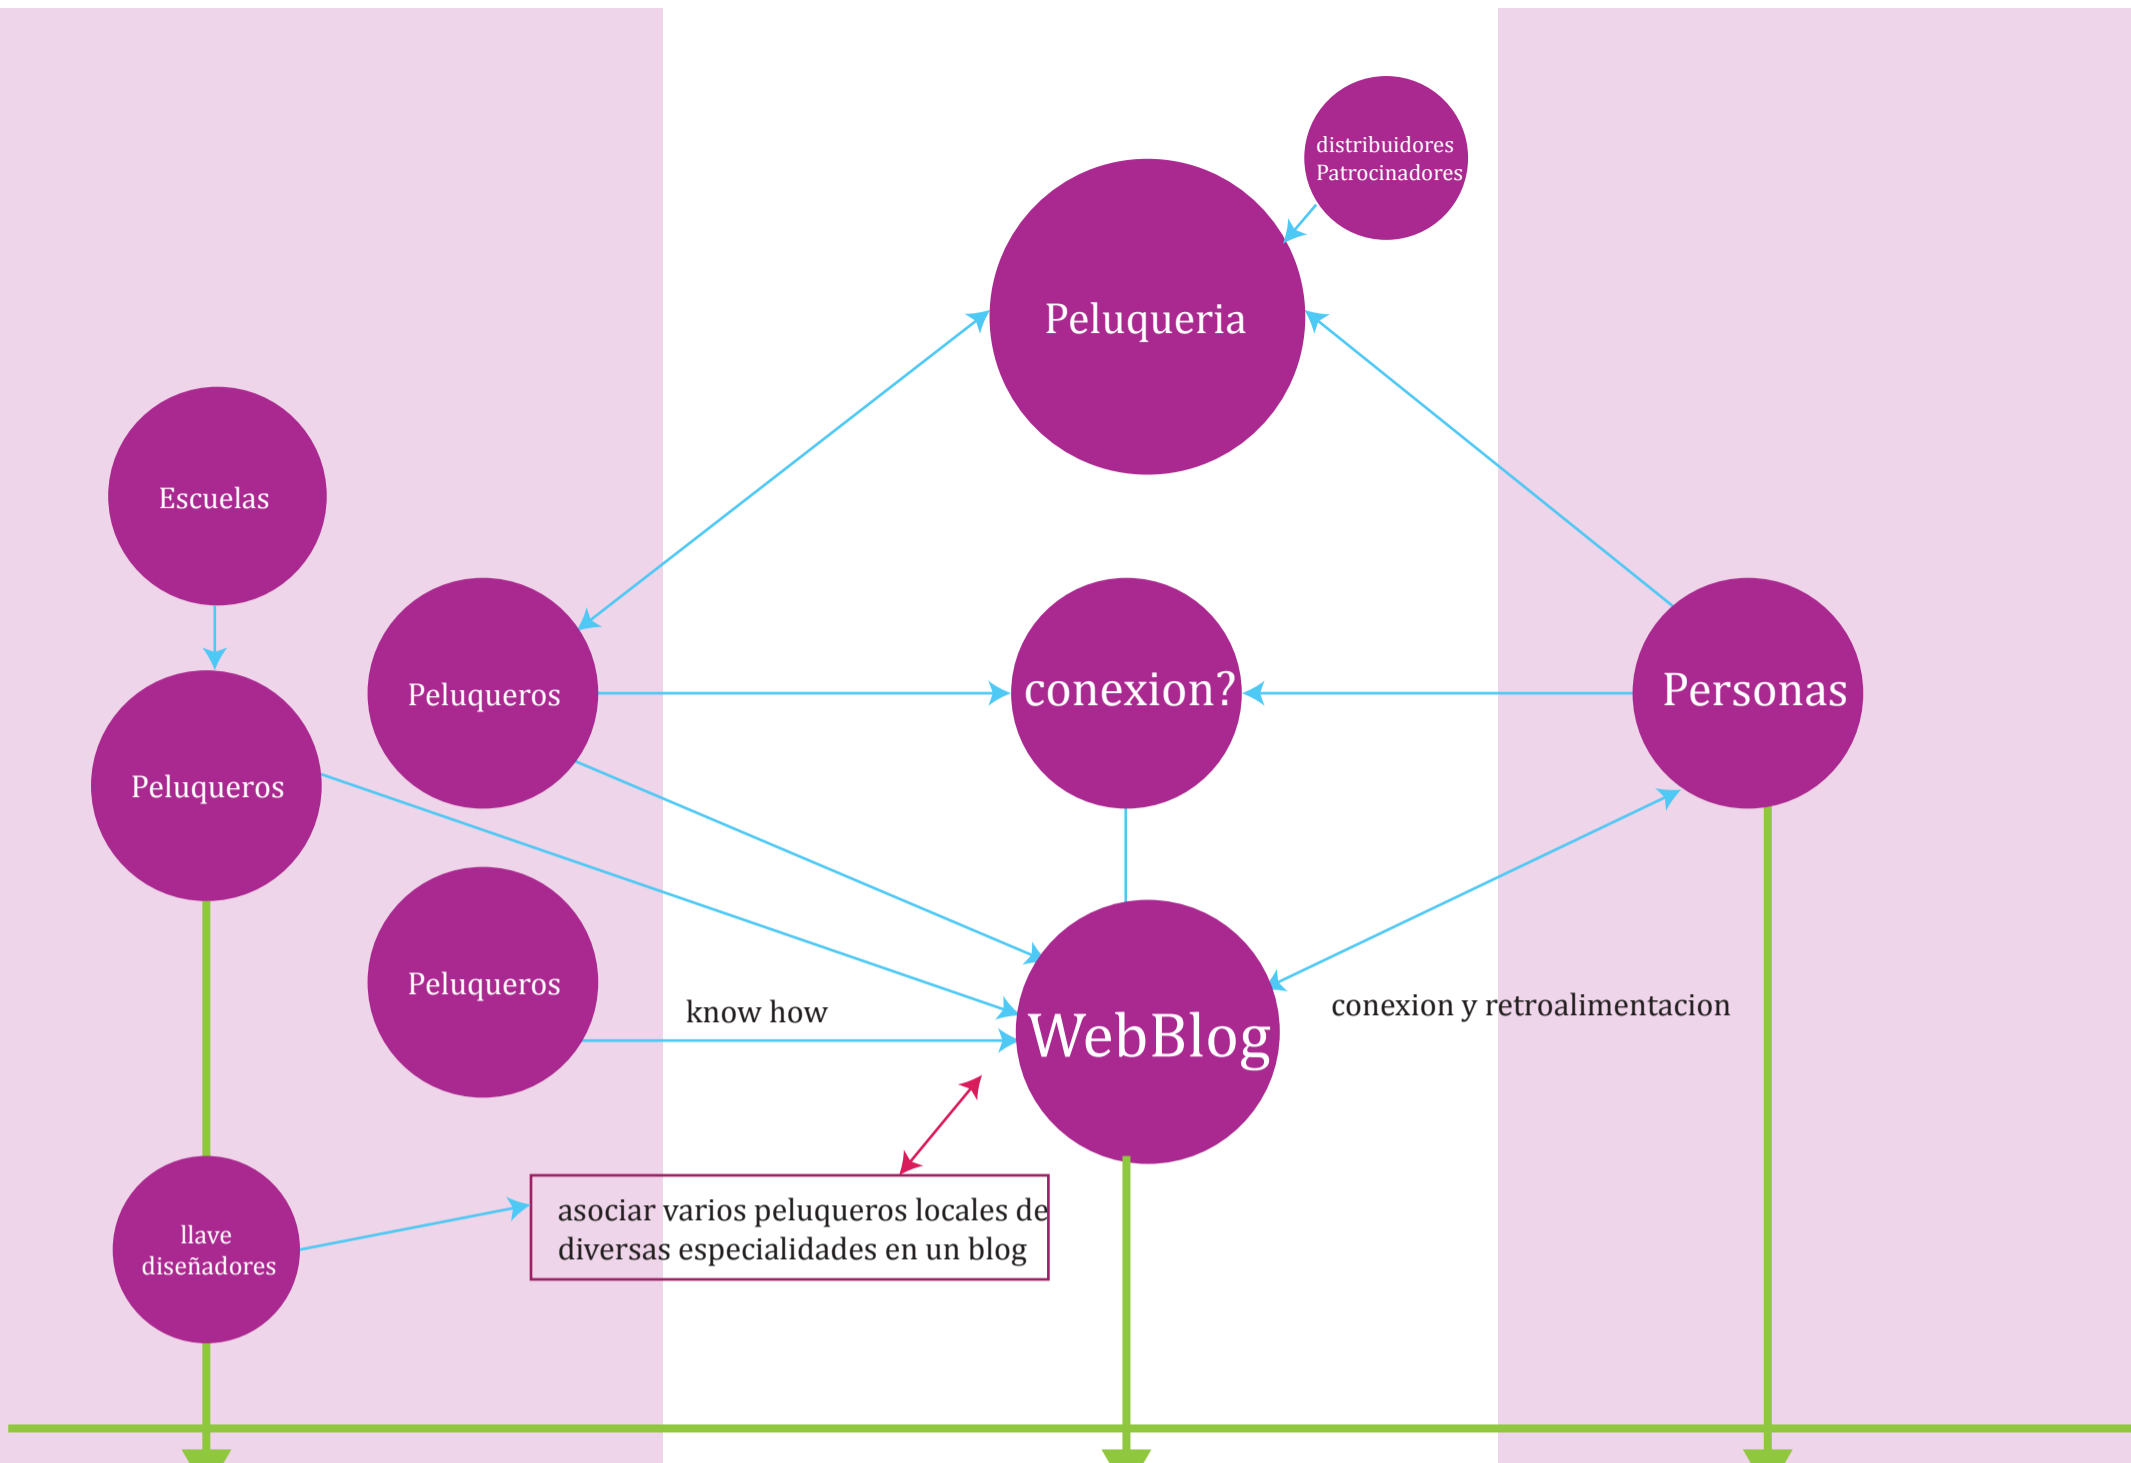 distribuidores
Patrocinadores
Peluqueria
Escuelas
Peluqueros
conexion?
Personas
Peluqueros
Peluqueros
know how
WebBlog
conexion y retroalimentacion
asociar varios peluqueros locales de
diversas especialidades en un blog
llave
diseñadores